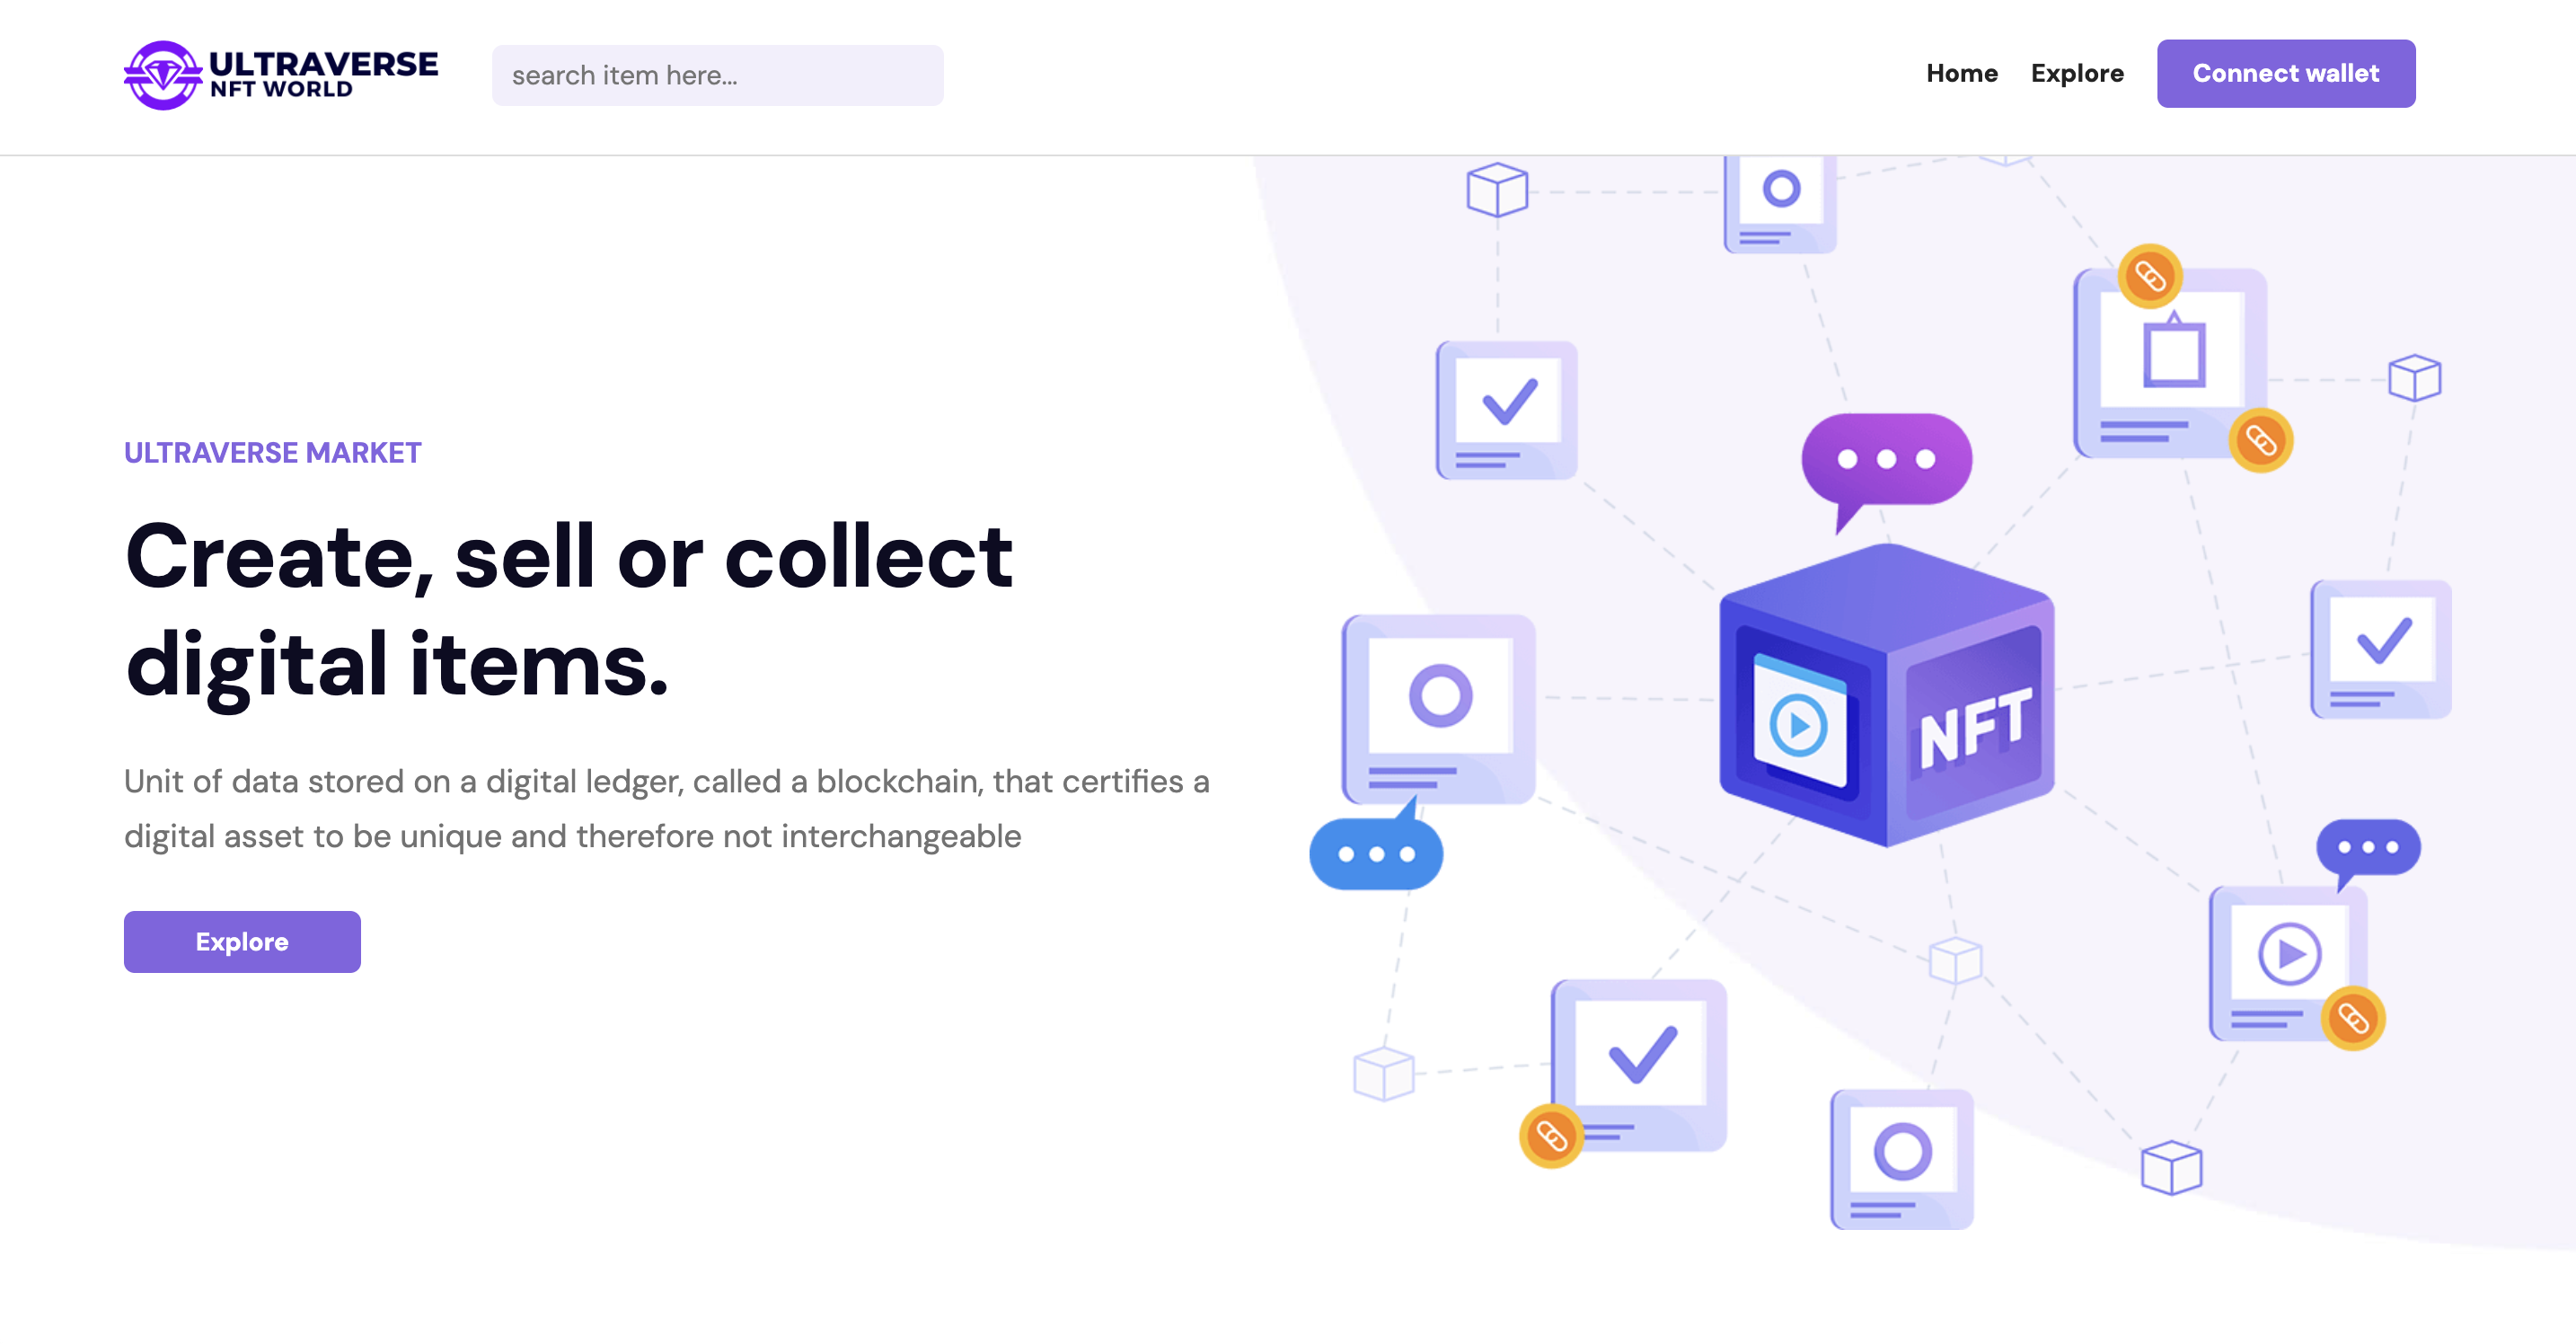 ULTRAVERSE
NFT WORLD
search item here...
Home
Explore
Connect wallet
ULTRAVERSE MARKET
Create, sell or collect
digital items.
Unit of data stored on a digital ledger, called a blockchain, that certifies a
digital asset to be unique and therefore not interchangeable
Explore
NFT